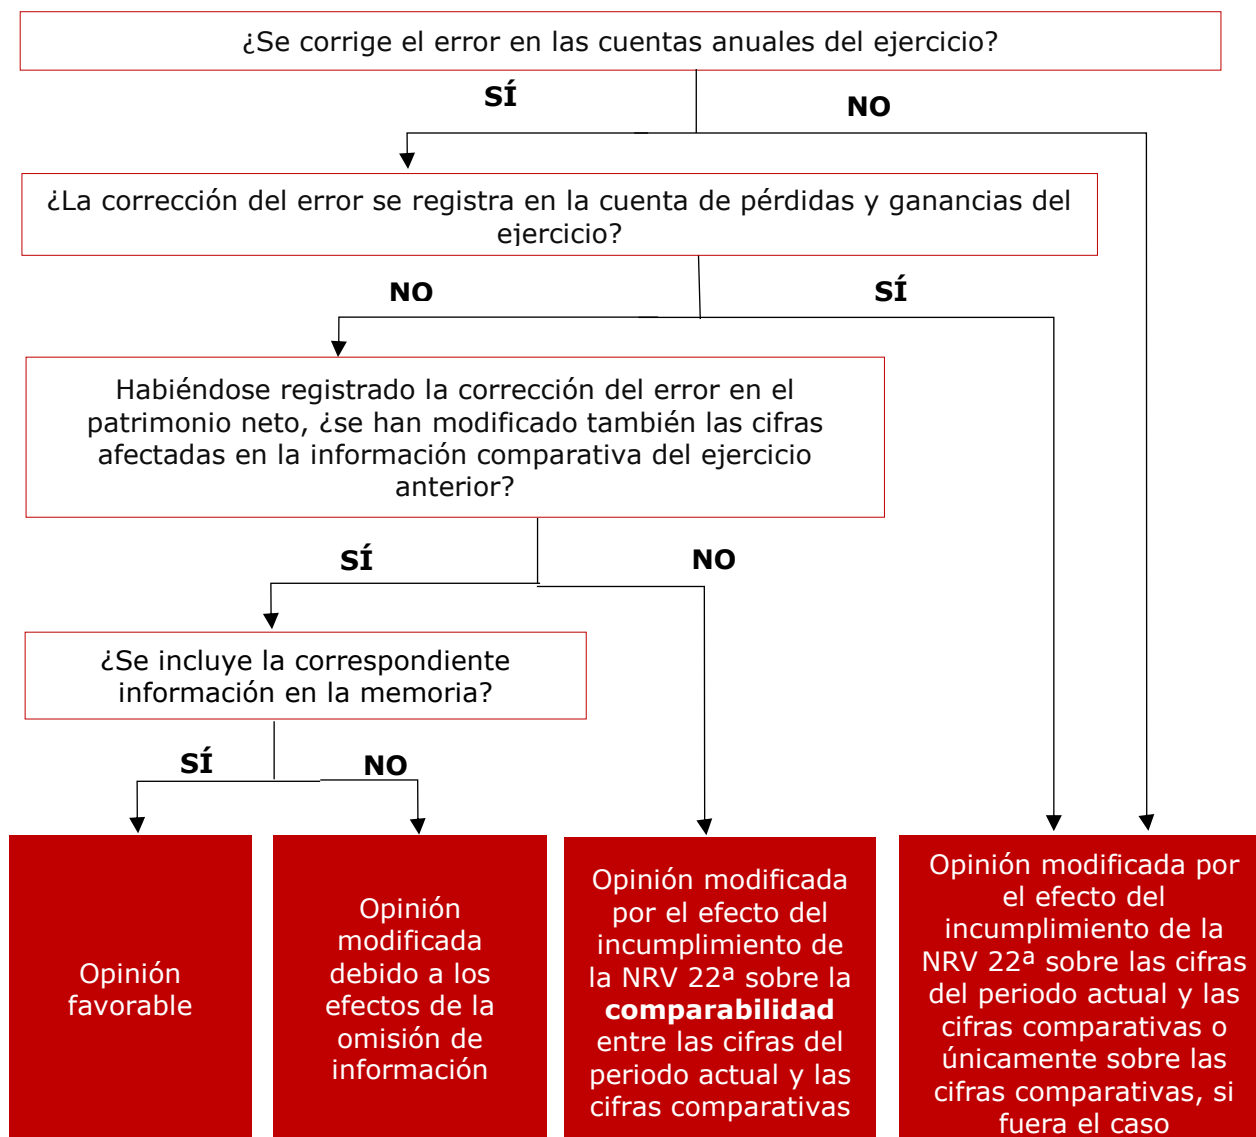 ¿Se corrige el error en las cuentas anuales del ejercicio?
SÍ
NO
¿La corrección del error se registra en la cuenta de pérdidas y ganancias del
ejercicio?
NO
SÍ
Habiéndose registrado la corrección del error en el
patrimonio neto, ¿se han modificado también las cifras
afectadas en la información comparativa del ejercicio
anterior?
SÍ
NO
¿Se incluye la correspondiente
información en la memoria?
SÍ
NO
Opinión
favorable
Opinión
modificada
debido a los
efectos de la
omisión de
información
Opinión modificada
por el efecto del
incumplimiento de
la NRV 22ª sobre la
comparabilidad
entre las cifras del
periodo actual y las
cifras comparativas
Opinión modificada por
el efecto del
incumplimiento de la
NRV 22ª sobre las cifras
del periodo actual y las
cifras comparativas o
únicamente sobre las
cifras comparativas, si
fuera el caso